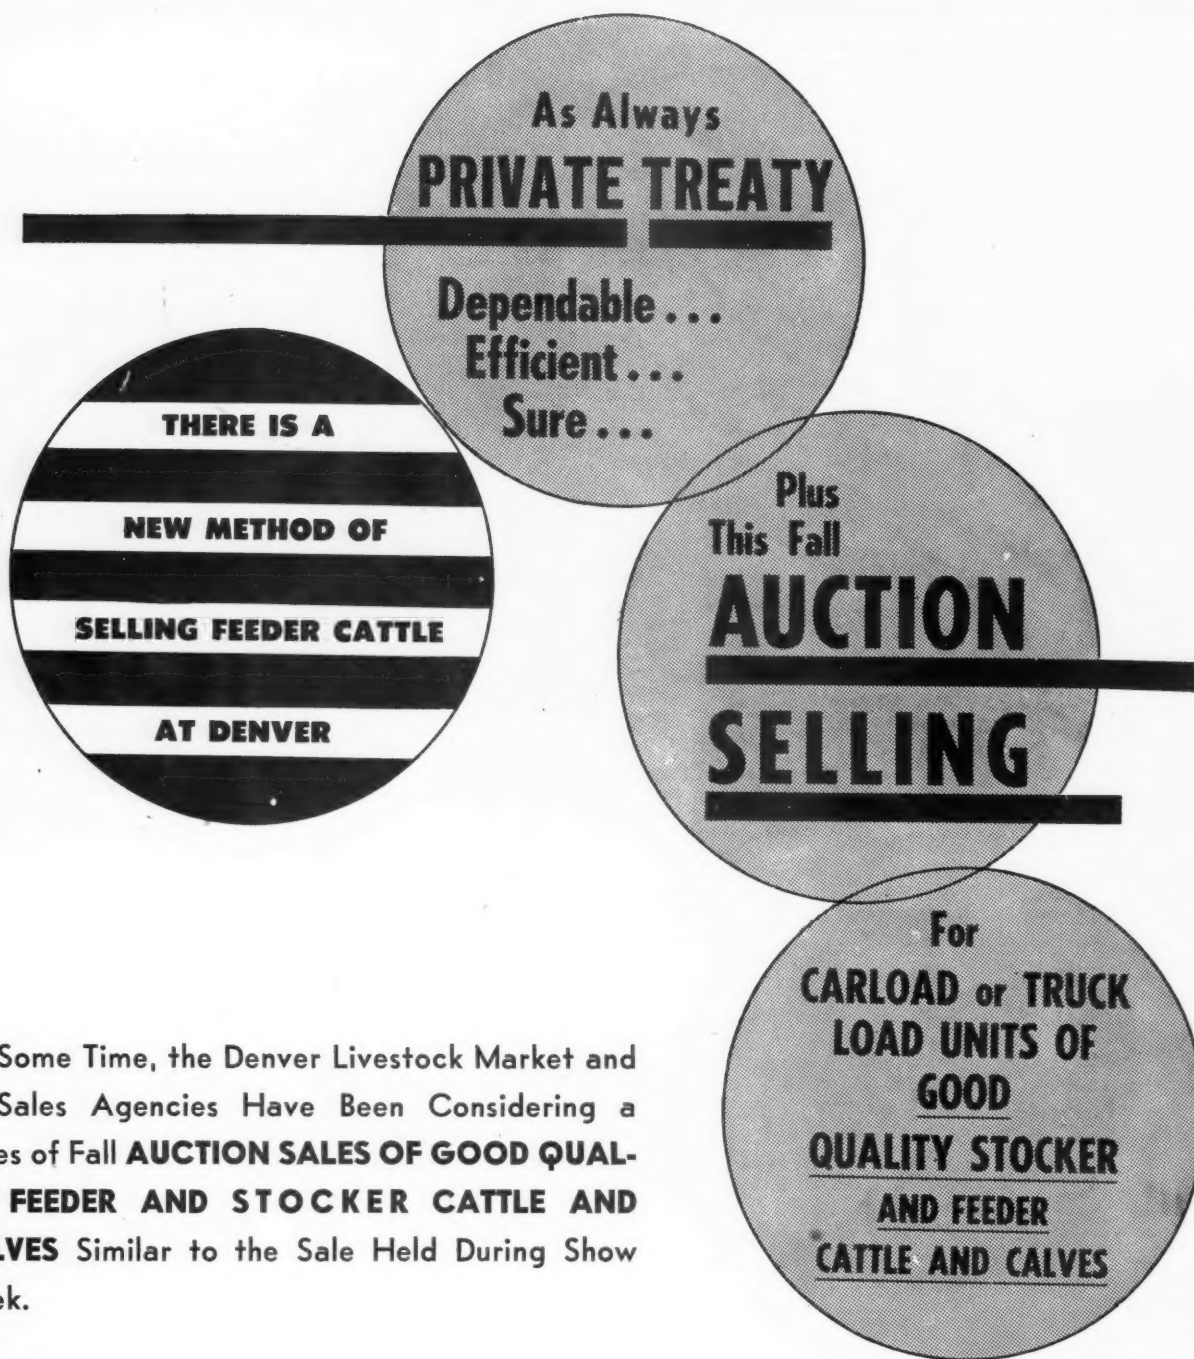 As Always
PRIVATE TREATY
Dependable...
Efficient...
Sure...
THERE IS A
NEW METHOD OF
SELLING FEEDER CATTLE
AT DENVER
Plus
This Fall
AUCTION
SELLING
For
CARLOAD or TRUCK
LOAD UNITS OF
GOOD
QUALITY STOCKER
AND FEEDER
CATTLE AND CALVES
Some Time, the Denver Livestock Market and
Sales Agencies Have Been Considering a
es of Fall AUCTION SALES OF GOOD QUAL-
FEEDER AND STOCKER CATTLE AND
LVES Similar to the Sale Held During Show
ek.